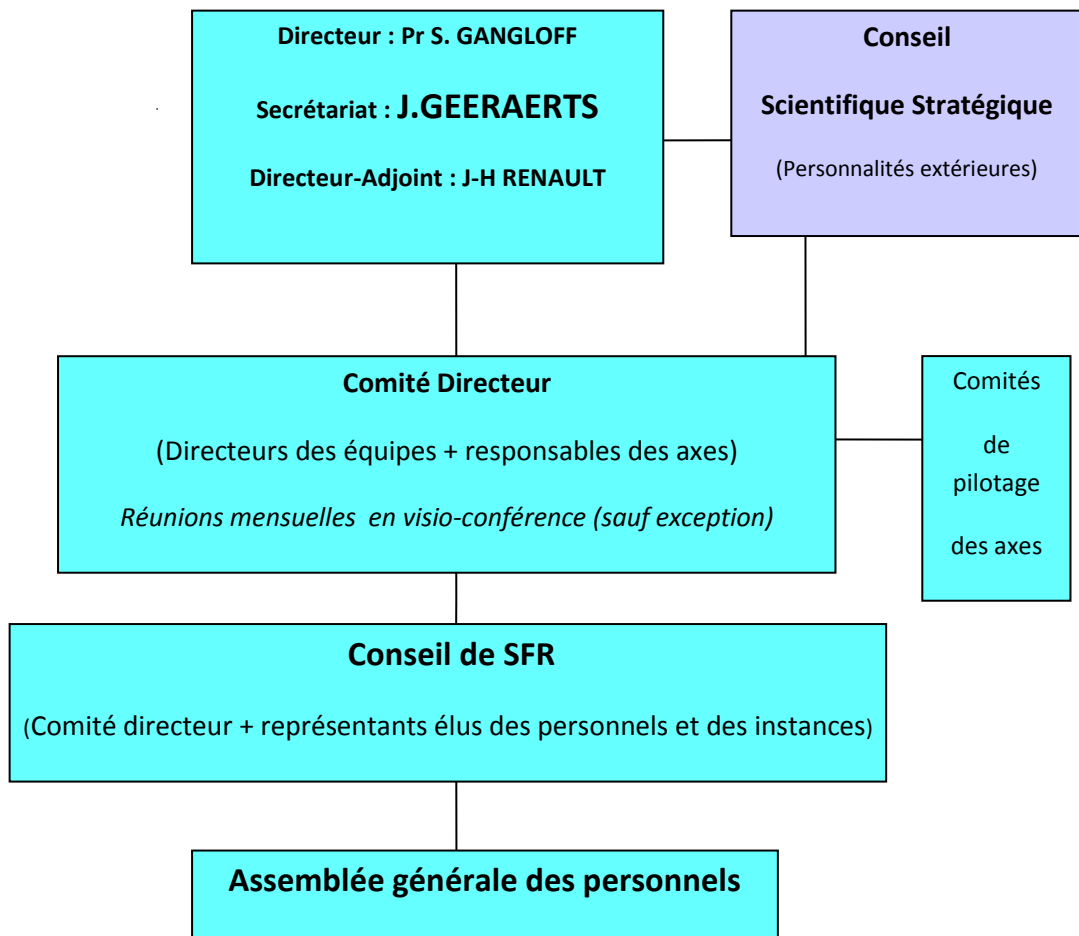 Directeur : Pr S. GANGLOFF
Secrétariat : J.GEERAERTS
Directeur-Adjoint : J-H RENAULT
Conseil
Scientifique Stratégique
(Personnalités extérieures)
Comité Directeur
(Directeurs des équipes + responsables des axes)
Réunions mensuelles en visio-conférence (sauf exception)
Comités
de
pilotage
des axes
Conseil de SFR
(Comité directeur + représentants élus des personnels et des instances)
Assemblée générale des personnels